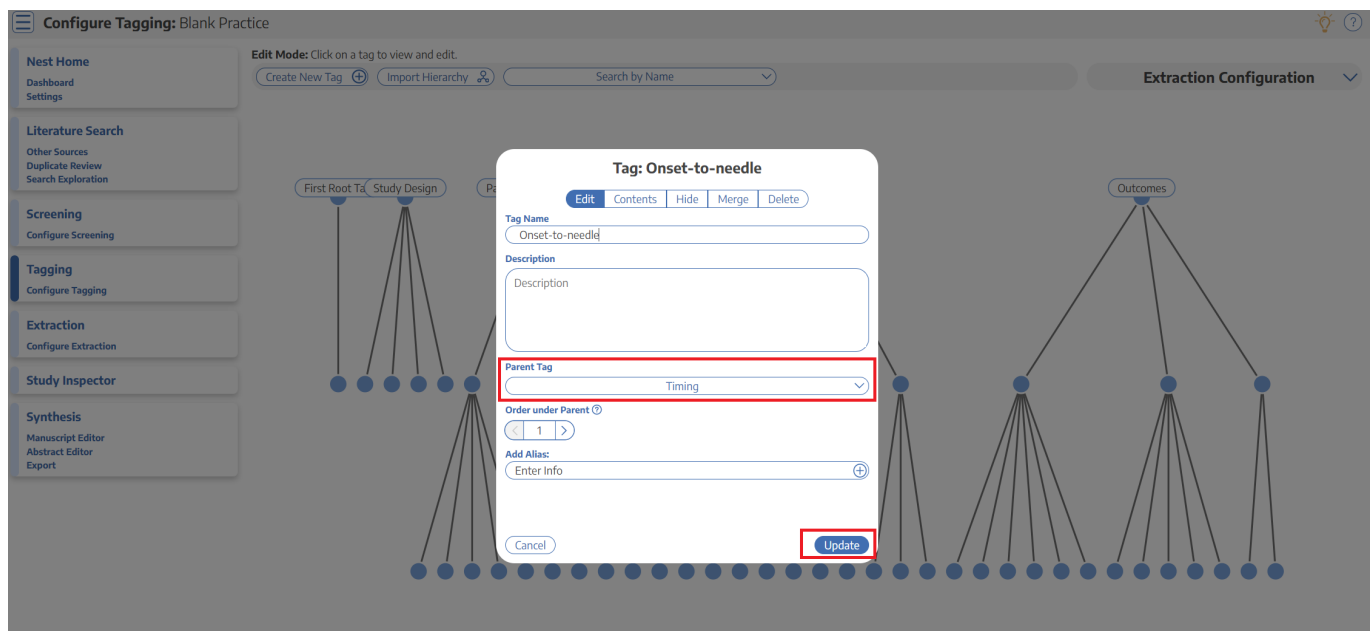 Configure Tagging: Blank Practice
Nest Home
Dashboard
Settings
Literature Search
Other Sources
Duplicate Review
Search Exploration
Screening
Configure Screening
Tagging
Configure Tagging
Extraction
Configure Extraction
Study Inspector
Synthesis
Manuscript Editor
Abstract Editor
Export
Edit Mode: Click on a tag to view and edit.
Create New Tag
Import Hierarchy
Search by Name
Extraction Configuration
First Root Ta
Study Design
Pa
Outcomes
Tag: Onset-to-needle
Edit Contents Hide Merge Delete
Tag Name
Onset-to-needle
Description
Description
Parent Tag
Timing
Order under Parent ?
< 1 >
Add Alias:
Enter Info
Cancel
Update